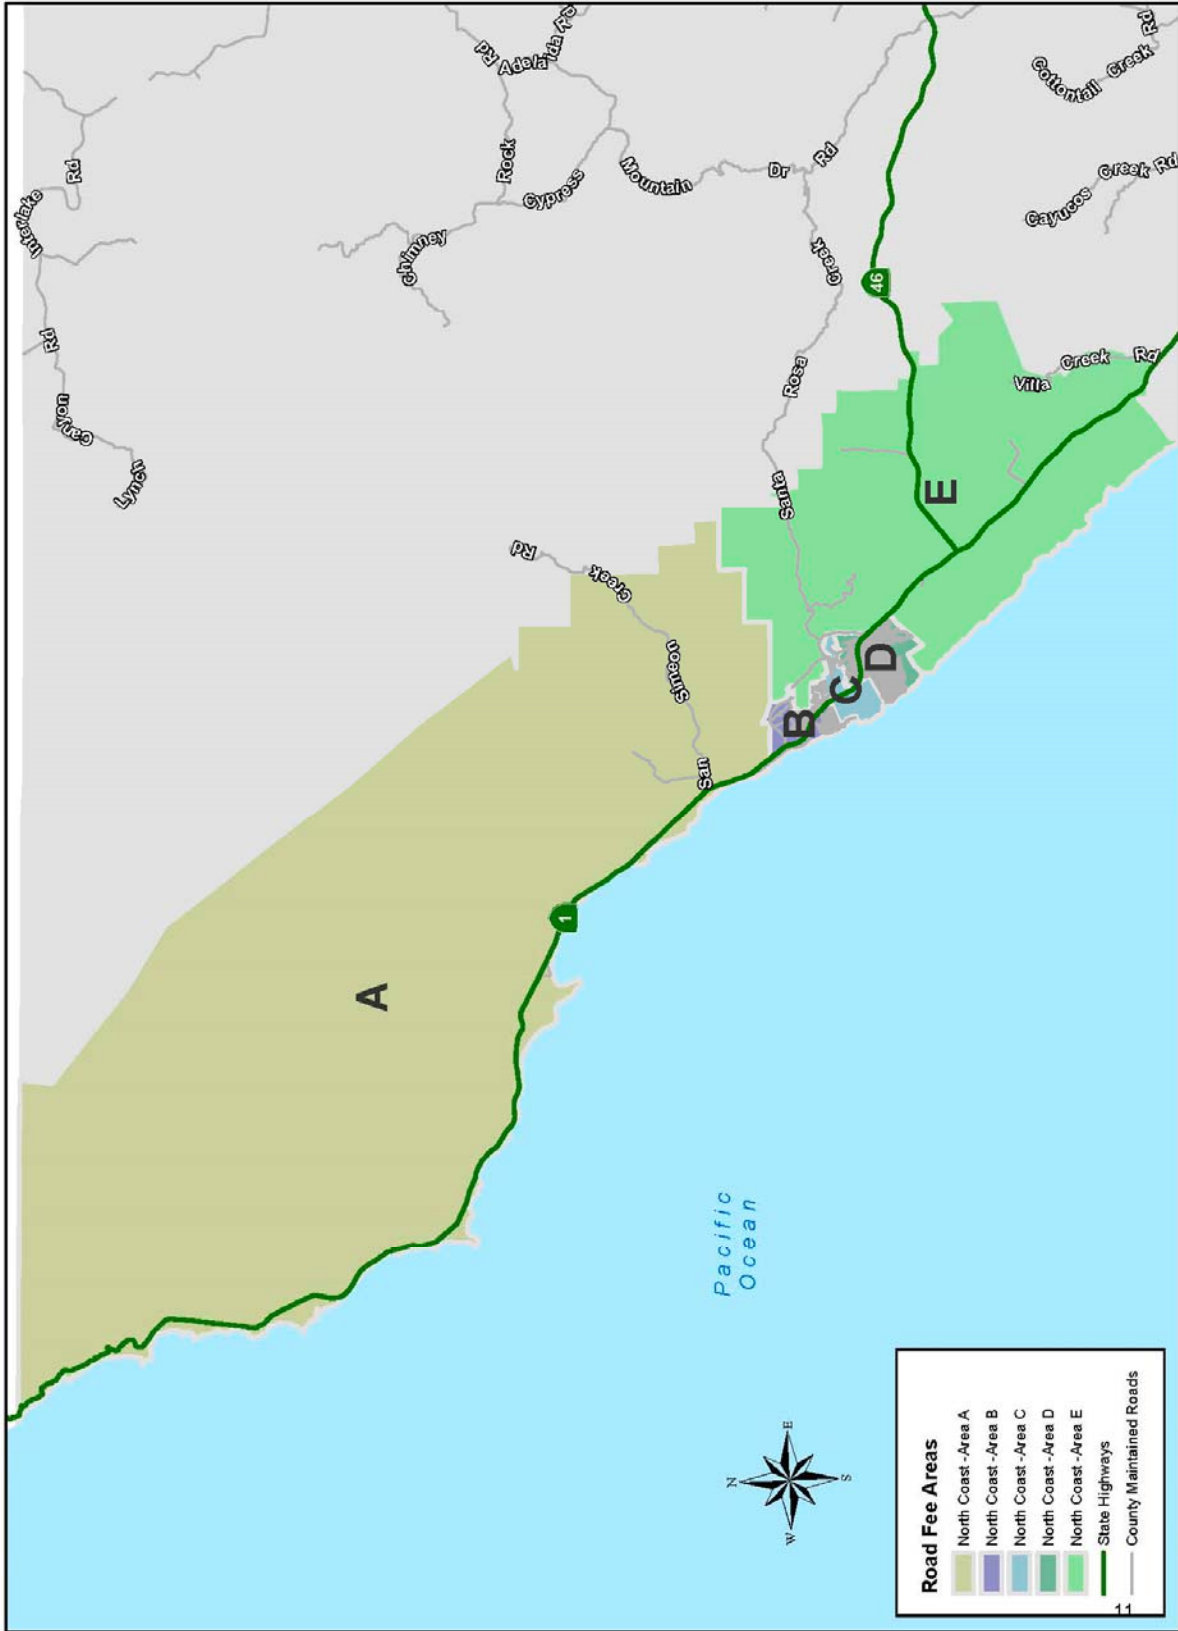 Interlake
Rd
Rd
Canyon
Lynch
Chimney
Rock
Rd
Adelaida Rd
Cypress
Mountain
Dr
Santa
Rosa
Creek
Rd
Cottontail Creek Rd
Cayucos Creek Rd
46
Villa Creek Rd
San
Simeon
Creek
Rd
1
A
B
C
D
E
Pacific
Ocean
N
E
S
W
Road Fee Areas
North Coast -Area A
North Coast -Area B
North Coast -Area C
North Coast -Area D
North Coast -Area E
State Highways
County Maintained Roads
11